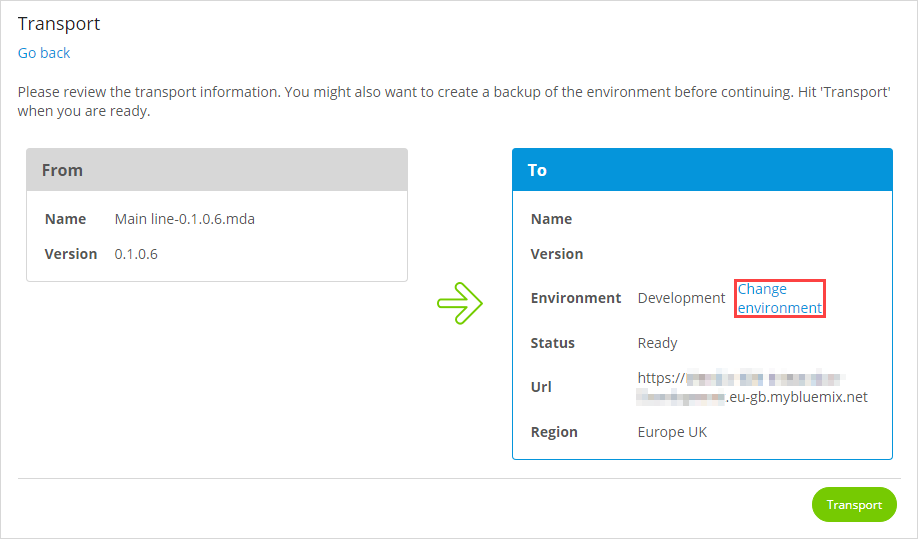 Transport
Go back
Please review the transport information. You might also want to create a backup of the environment before continuing. Hit 'Transport'
when you are ready.
From
Name Main line-0.1.0.6.mda
Version 0.1.0.6
To
Name
Version
Environment Development Change
environment
Status Ready
Url https://
.eu-gb.mybluemix.net
Region Europe UK
Transport